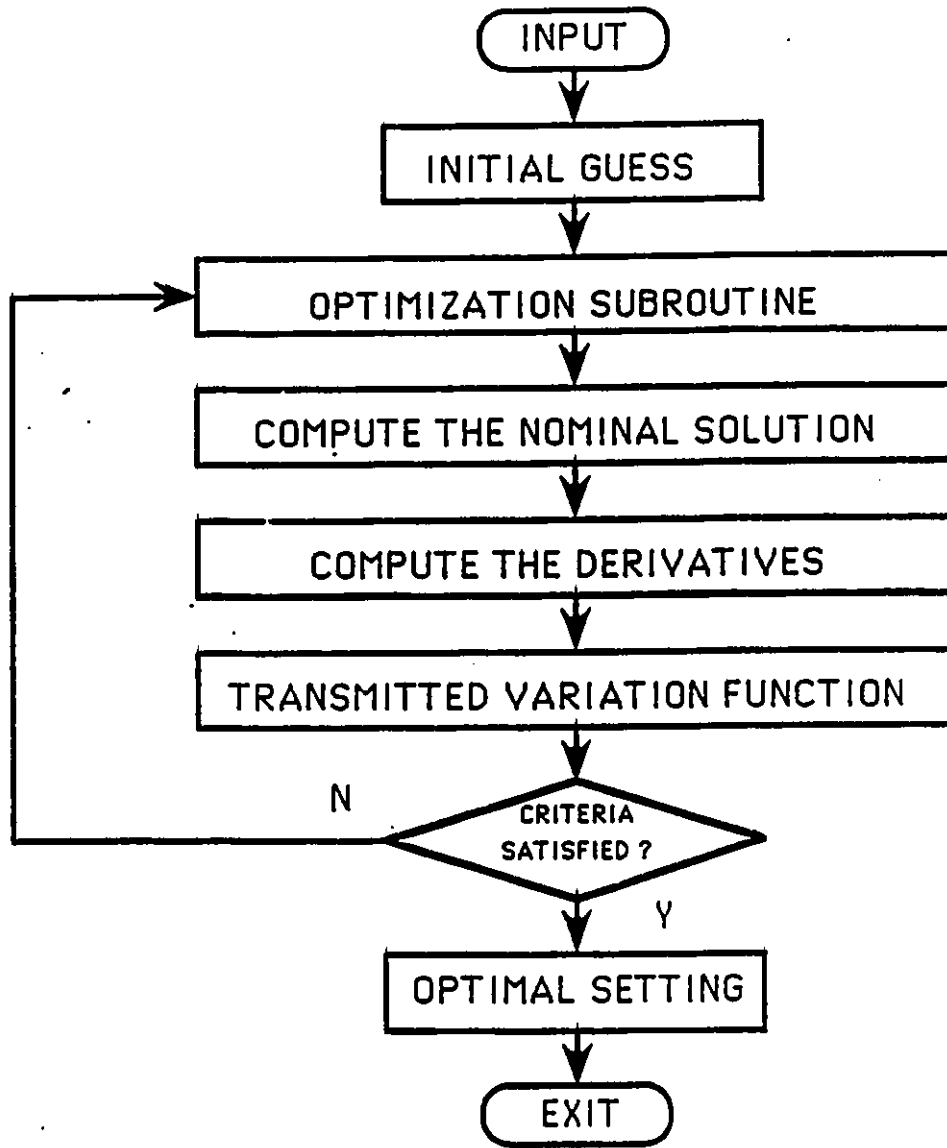 INPUT
INITIAL GUESS
OPTIMIZATION SUBROUTINE
COMPUTE THE NOMINAL SOLUTION
COMPUTE THE DERIVATIVES
TRANSMITTED VARIATION FUNCTION
N
CRITERIA
SATISFIED ?
Y
OPTIMAL SETTING
EXIT